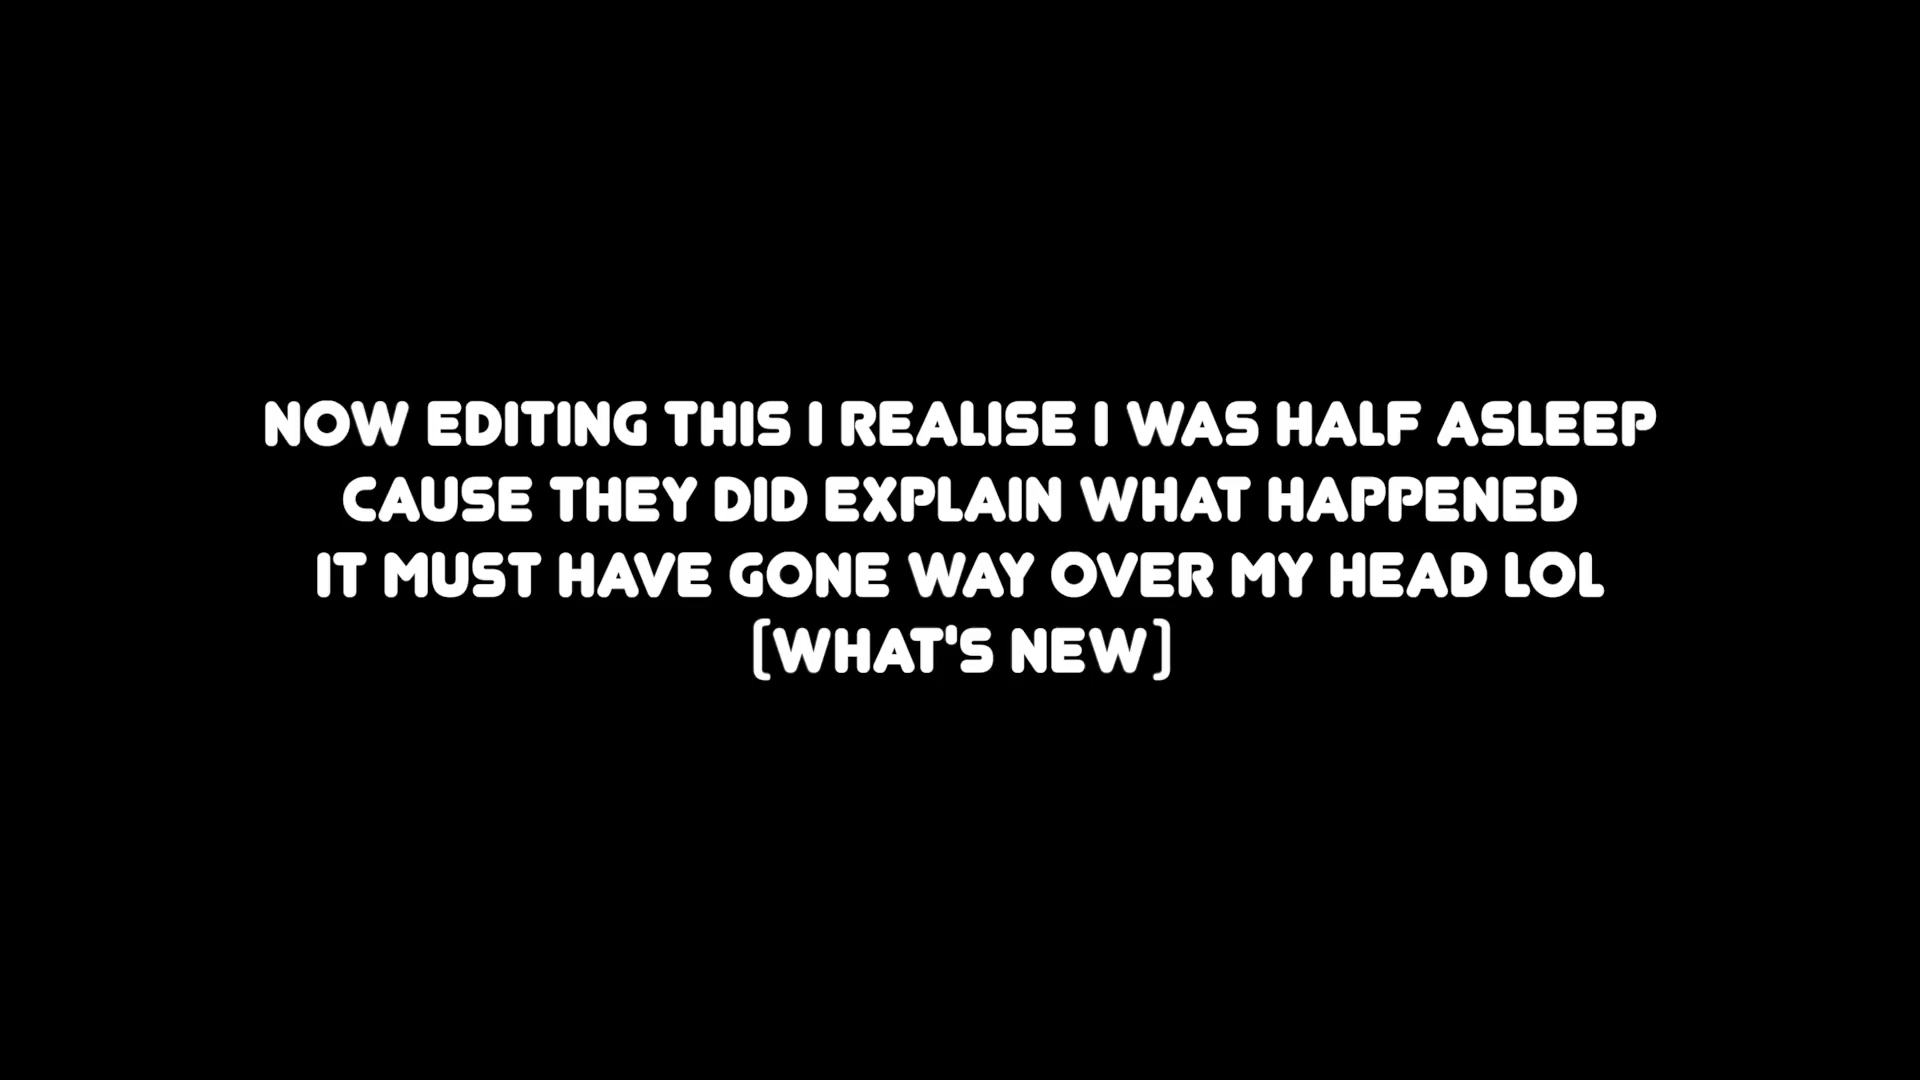 NOW EDITING THIS I REALISE I WAS HALF ASLEEP
CAUSE THEY DID EXPLAIN WHAT HAPPENED
IT MUST HAVE GONE WAY OVER MY HEAD LOL
(WHAT'S NEW)